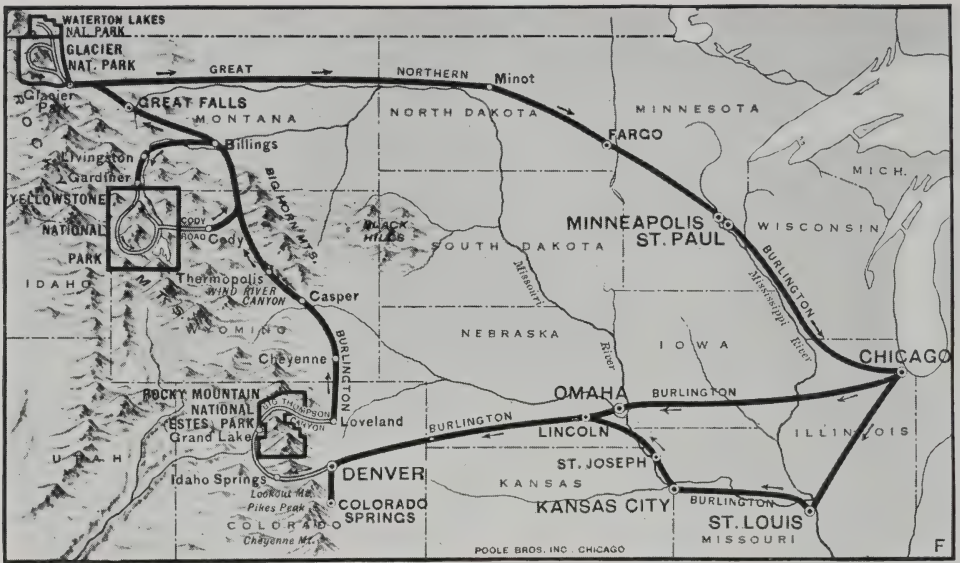 WATERTON LAKES
NAT. PARK
GLACIER
NAT. PARK
Glacier
Park
GREAT
NORTHERN
Minot
GREAT FALLS
MONTANA
NORTH DAKOTA
MINNESOTA
FARGO
Billings
Livingston
Gardiner
ROCKY
MTS
BIG HORN MTS.
MICH.
YELLOWSTONE
NATIONAL
PARK
CODY
ROAD
Cody
BLACK
HILLS
SOUTH DAKOTA
MINNEAPOLIS
ST. PAUL
WISCONSIN
BURLINGTON
IDAHO
Thermopolis
WIND RIVER
CANYON
Casper
WYOMING
Missouri
River
Mississippi
River
NEBRASKA
IOWA
CHICAGO
Cheyenne
BURLINGTON
ROCKY MOUNTAIN
NATIONAL
ESTES PARK
BIG THOMPSON
CANYON
Grand Lake
Loveland
OMAHA
BURLINGTON
BURLINGTON
LINCOLN
ILLINOIS
UTAH
DENVER
Idaho Springs
Lookout Mt.
Pikes Peak
COLORADO
SPRINGS
COLORADO
Cheyenne Mt.
ST. JOSEPH
KANSAS
KANSAS CITY
BURLINGTON
ST. LOUIS
MISSOURI
POOLE BROS. INC. CHICAGO
F